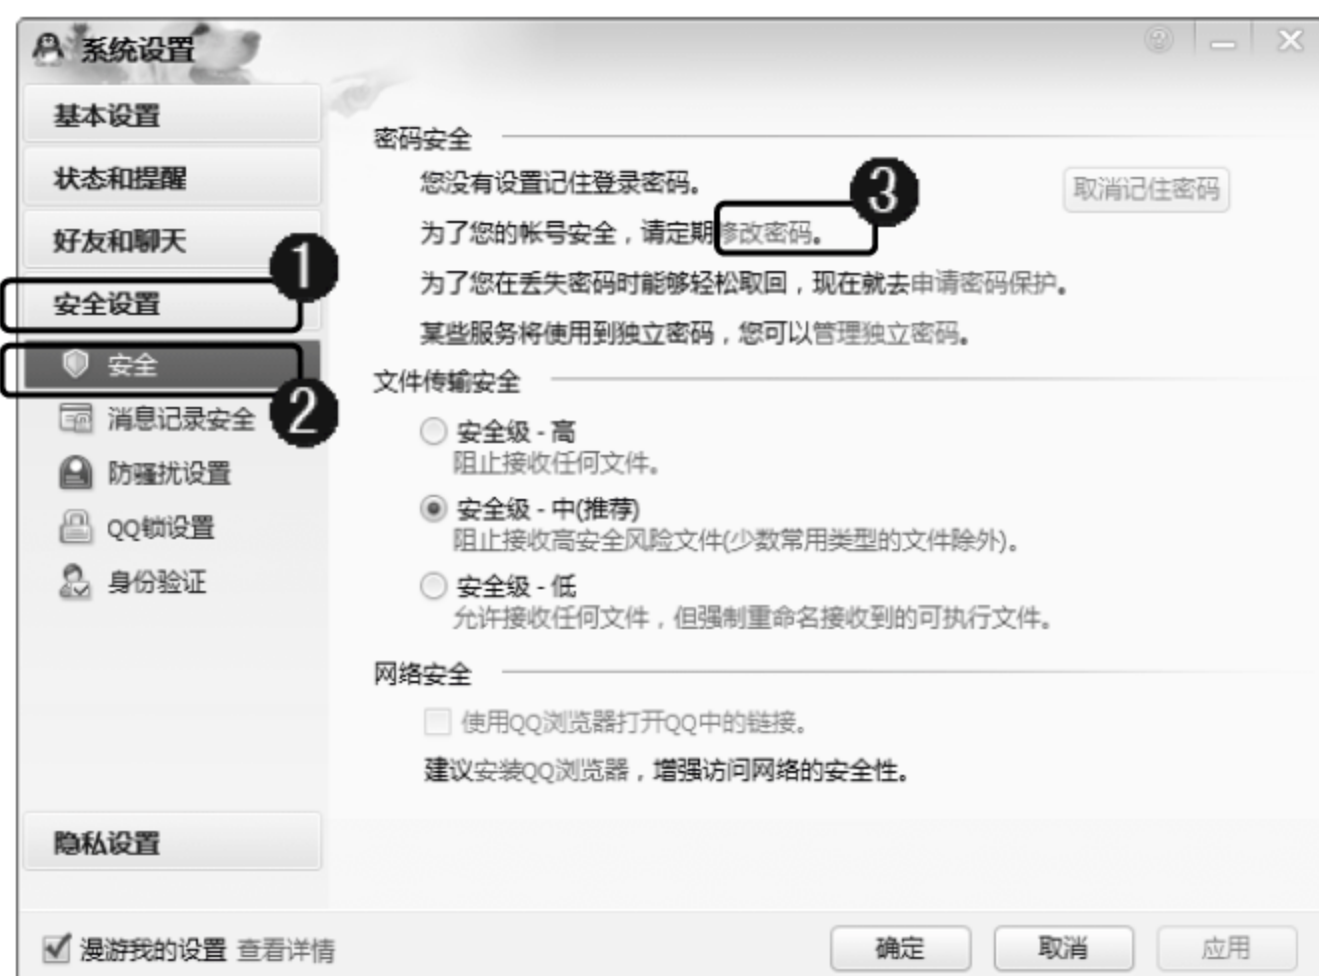 系统设置
基本设置
状态和提醒
好友和聊天
1
安全设置
安全
2
消息记录安全
防骚扰设置
QQ锁设置
身份验证
隐私设置
密码安全
您没有设置记住登录密码。
取消记住密码
3
为了您的帐号安全，请定期修改密码。
为了您在丢失密码时能够轻松取回，现在就去申请密码保护。
某些服务将使用到独立密码，您可以管理独立密码。
文件传输安全
安全级 - 高
阻止接收任何文件。
安全级 - 中(推荐)
阻止接收高安全风险文件(少数常用类型的文件除外)。
安全级 - 低
允许接收任何文件，但强制重命名接收到的可执行文件。
网络安全
使用QQ浏览器打开QQ中的链接。
建议安装QQ浏览器，增强访问网络的安全性。
漫游我的设置 查看详情
确定 取消 应用